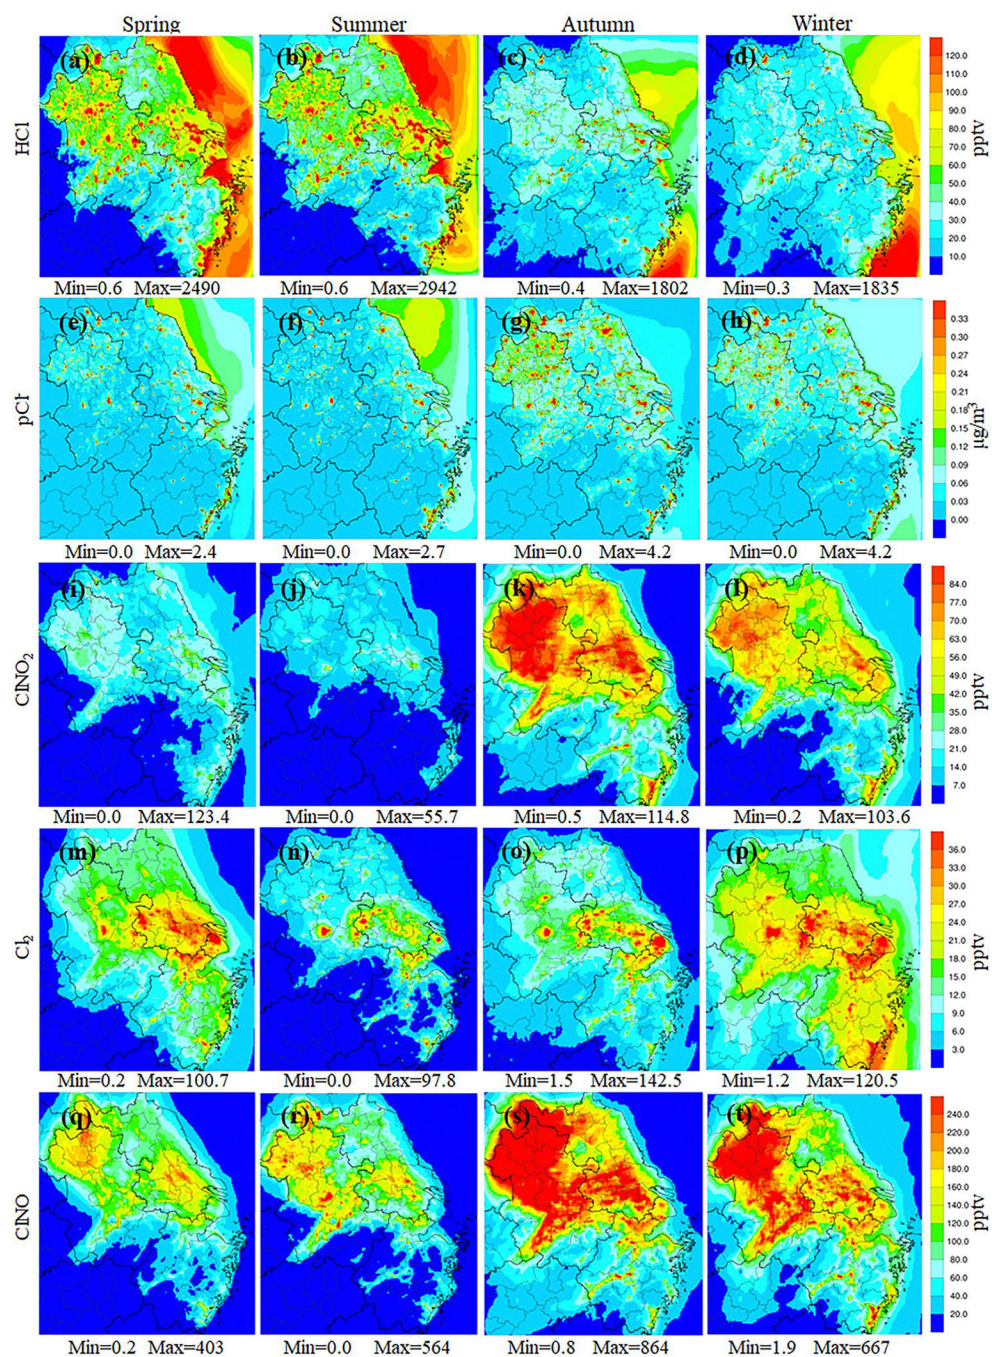 Spring Summer Autumn Winter
HCl
(a) (b) (c) (d)
120.0
110.0
100.0
90.0
80.0
70.0
60.0
50.0
40.0
30.0
20.0
10.0
pptv
Min=0.6 Max=2490 Min=0.6 Max=2942 Min=0.4 Max=1802 Min=0.3 Max=1835
pCl
(e) (f) (g) (h)
0.33
0.30
0.27
0.24
0.21
0.18
0.15
0.12
0.09
0.06
0.03
0.00
μg/m³
Min=0.0 Max=2.4 Min=0.0 Max=2.7 Min=0.0 Max=4.2 Min=0.0 Max=4.2
ClNO₂
(i) (j) (k) (l)
84.0
77.0
70.0
63.0
56.0
49.0
42.0
35.0
28.0
21.0
14.0
7.0
pptv
Min=0.0 Max=123.4 Min=0.0 Max=55.7 Min=0.5 Max=114.8 Min=0.2 Max=103.6
Cl₂
(m) (n) (o) (p)
36.0
33.0
30.0
27.0
24.0
21.0
18.0
15.0
12.0
9.0
6.0
3.0
pptv
Min=0.2 Max=100.7 Min=0.0 Max=97.8 Min=1.5 Max=142.5 Min=1.2 Max=120.5
ClNO
(q) (r) (s) (t)
240.0
220.0
200.0
180.0
160.0
140.0
120.0
100.0
80.0
60.0
40.0
20.0
pptv
Min=0.2 Max=403 Min=0.0 Max=564 Min=0.8 Max=864 Min=1.9 Max=667